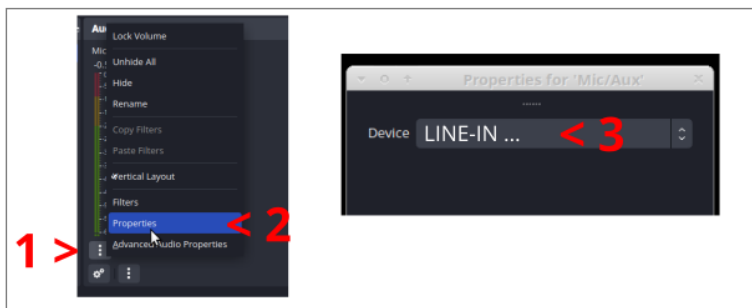 Au
Lock Volume
Mic
-0.
Unhide All
Hide
Rename
Copy Filters
Paste Filters
Vertical Layout
Filters
Properties
Advanced Audio Properties
1 >
< 2
Properties for 'Mic/Aux'
Device LINE-IN ... < 3